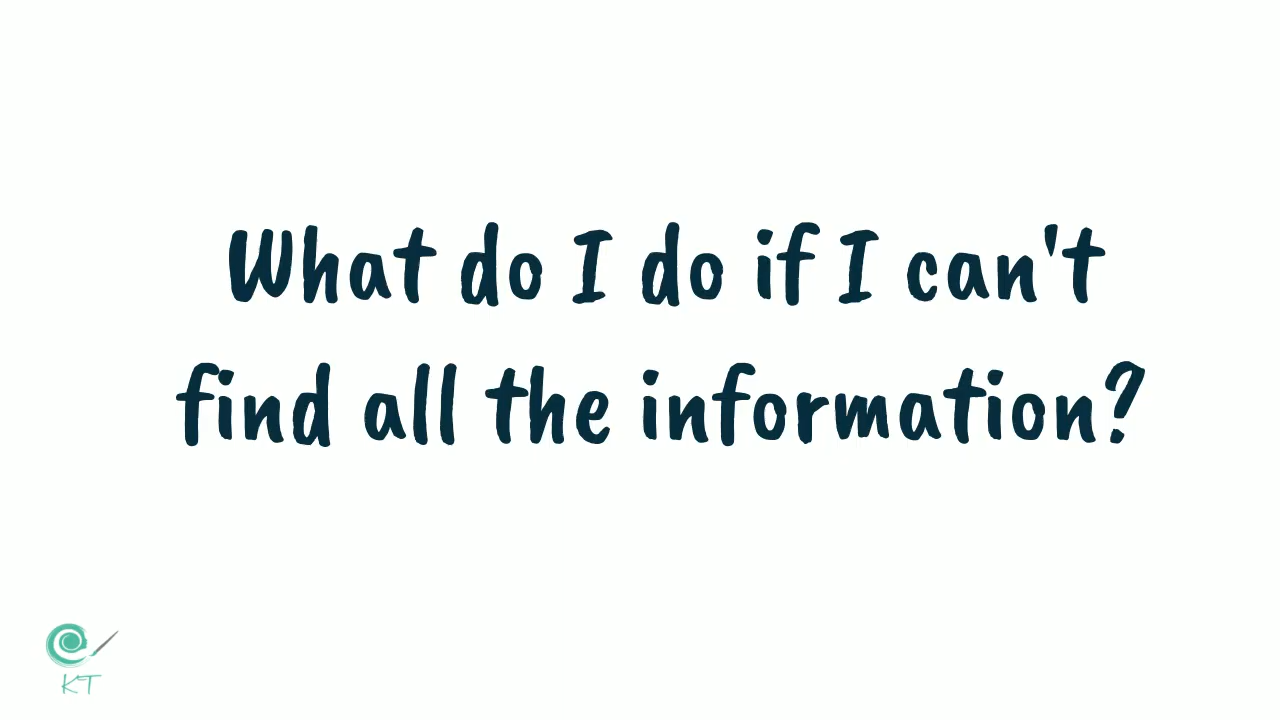 What do I do if I can't
find all the information?
KT